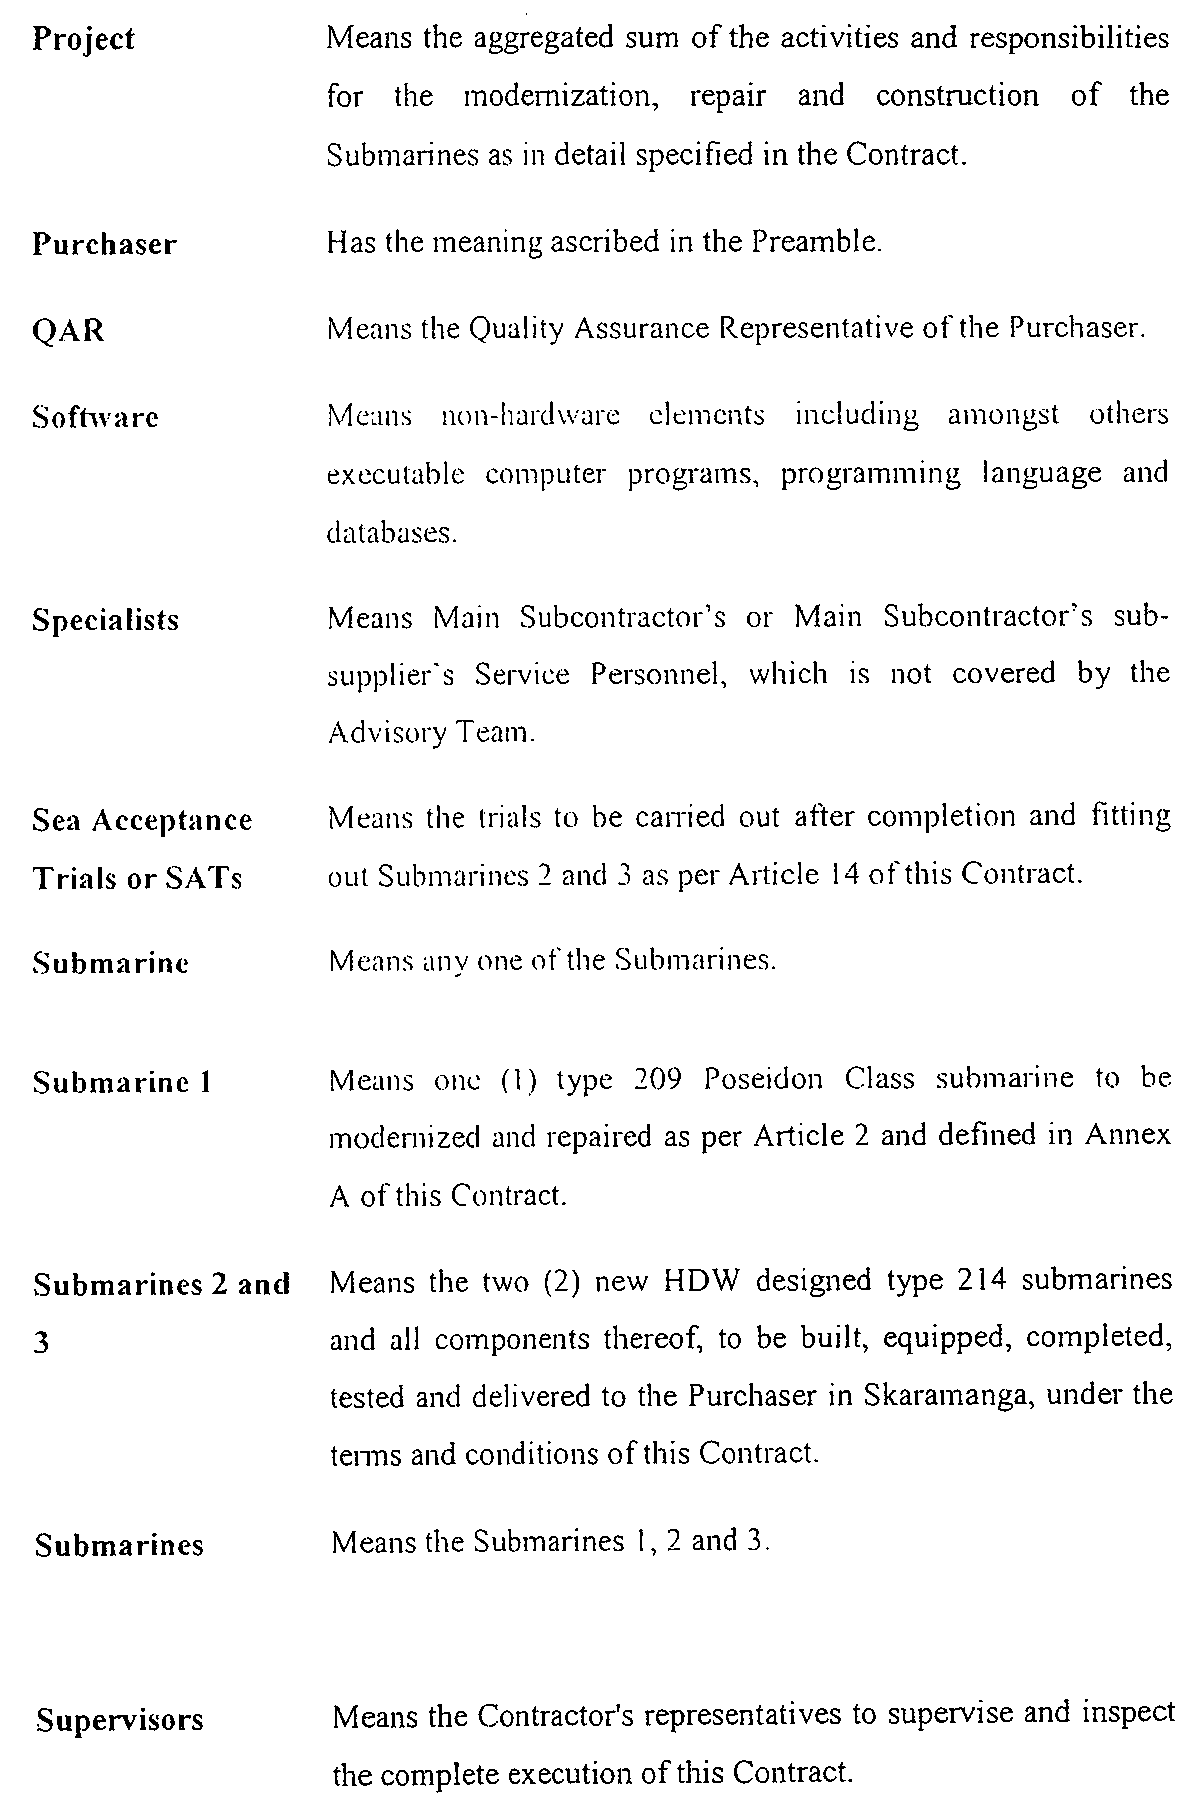 Project Means the aggregated sum of the activities and responsibilities
for the modernization, repair and construction of the
Submarines as in detail specified in the Contract.
Purchaser Has the meaning ascribed in the Preamble.
QAR Means the Quality Assurance Representative of the Purchaser.
Software Means non-hardware elements including amongst others
executable computer programs, programming language and
databases.
Specialists Means Main Subcontractor's or Main Subcontractor's sub-
supplier's Service Personnel, which is not covered by the
Advisory Team.
Sea Acceptance Means the trials to be carried out after completion and fitting
Trials or SATs out Submarines 2 and 3 as per Article 14 of this Contract.
Submarine Means any one of the Submarines.
Submarine 1 Means one (1) type 209 Poseidon Class submarine to be
modernized and repaired as per Article 2 and defined in Annex
A of this Contract.
Submarines 2 and Means the two (2) new HDW designed type 214 submarines
3 and all components thereof, to be built, equipped, completed,
tested and delivered to the Purchaser in Skaramanga, under the
terms and conditions of this Contract.
Submarines Means the Submarines 1, 2 and 3.
Supervisors Means the Contractor's representatives to supervise and inspect
the complete execution of this Contract.